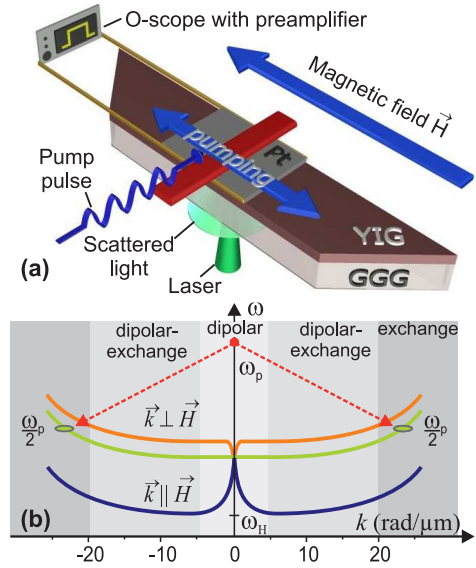 O-scope with preamplifier
Magnetic field H⃗
pumping
Pt
Pump
pulse
Scattered
light
YIG
GGG
(a)
Laser
ω
dipolar-
exchange
dipolar
dipolar-
exchange
exchange
ωₚ
ωₚ/2
k⃗ ⊥ H⃗
ωₚ/2
k⃗ || H⃗
(b)
ω_H
k (rad/µm)
-20
-10
0
10
20